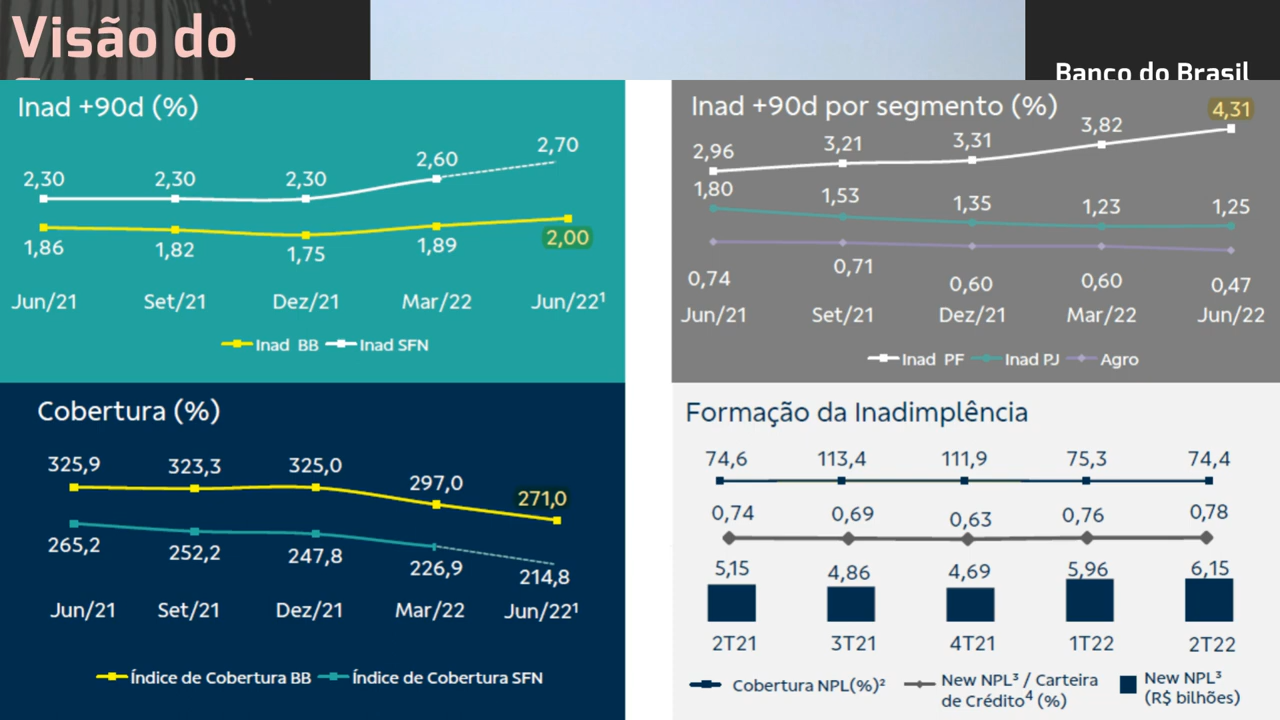 Visão do
Banco do Brasil
Inad +90d (%)
2,30 2,30 2,30 2,60 2,70
1,86 1,82 1,75 1,89 2,00
Jun/21 Set/21 Dez/21 Mar/22 Jun/22¹
Inad BB Inad SFN
Inad +90d por segmento (%)
2,96 3,21 3,31 3,82 4,31
1,80 1,53 1,35 1,23 1,25
0,74 0,71 0,60 0,60 0,47
Jun/21 Set/21 Dez/21 Mar/22 Jun/22
Inad PF Inad PJ Agro
Cobertura (%)
325,9 323,3 325,0 297,0 271,0
265,2 252,2 247,8 226,9 214,8
Jun/21 Set/21 Dez/21 Mar/22 Jun/22¹
Índice de Cobertura BB Índice de Cobertura SFN
Formação da Inadimplência
74,6 113,4 111,9 75,3 74,4
0,74 0,69 0,63 0,76 0,78
5,15 4,86 4,69 5,96 6,15
2T21 3T21 4T21 1T22 2T22
Cobertura NPL(%)² New NPL³ / Carteira New NPL³
de Crédito⁴ (%) (R$ bilhões)